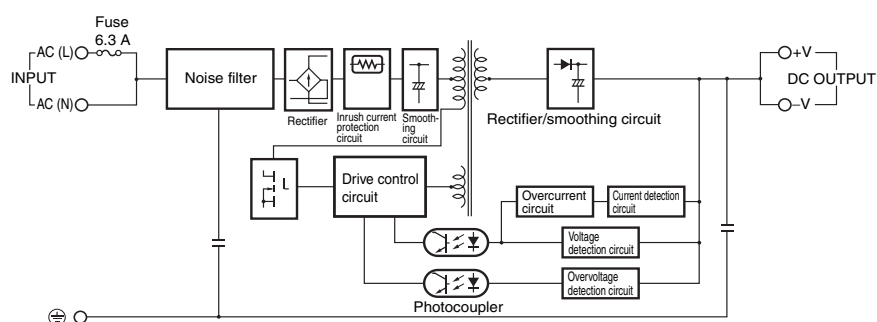 Fuse
6.3 A
AC (L)
INPUT
AC (N)
Noise filter
Rectifier
Inrush current
protection
circuit
Smooth-
ing
circuit
Rectifier/smoothing circuit
+V
DC OUTPUT
–V
Drive control
circuit
Overcurrent
circuit
Current detection
circuit
Voltage
detection circuit
Overvoltage
detection circuit
Photocoupler